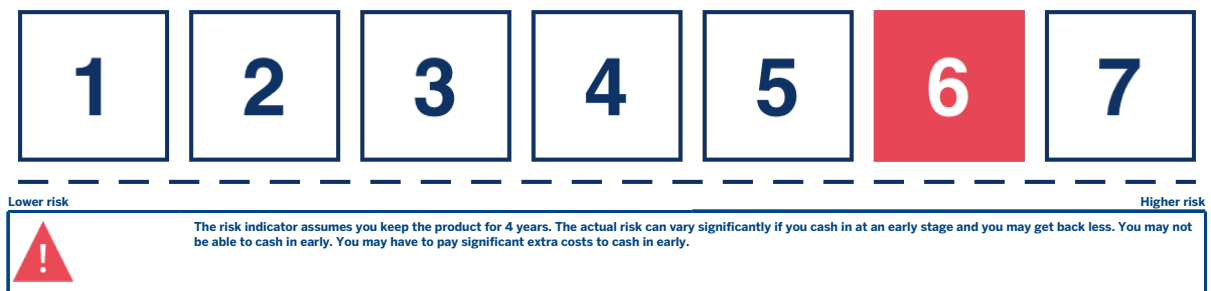 1 2 3 4 5 6 7
Lower risk Higher risk
The risk indicator assumes you keep the product for 4 years. The actual risk can vary significantly if you cash in at an early stage and you may get back less. You may not
be able to cash in early. You may have to pay significant extra costs to cash in early.
!